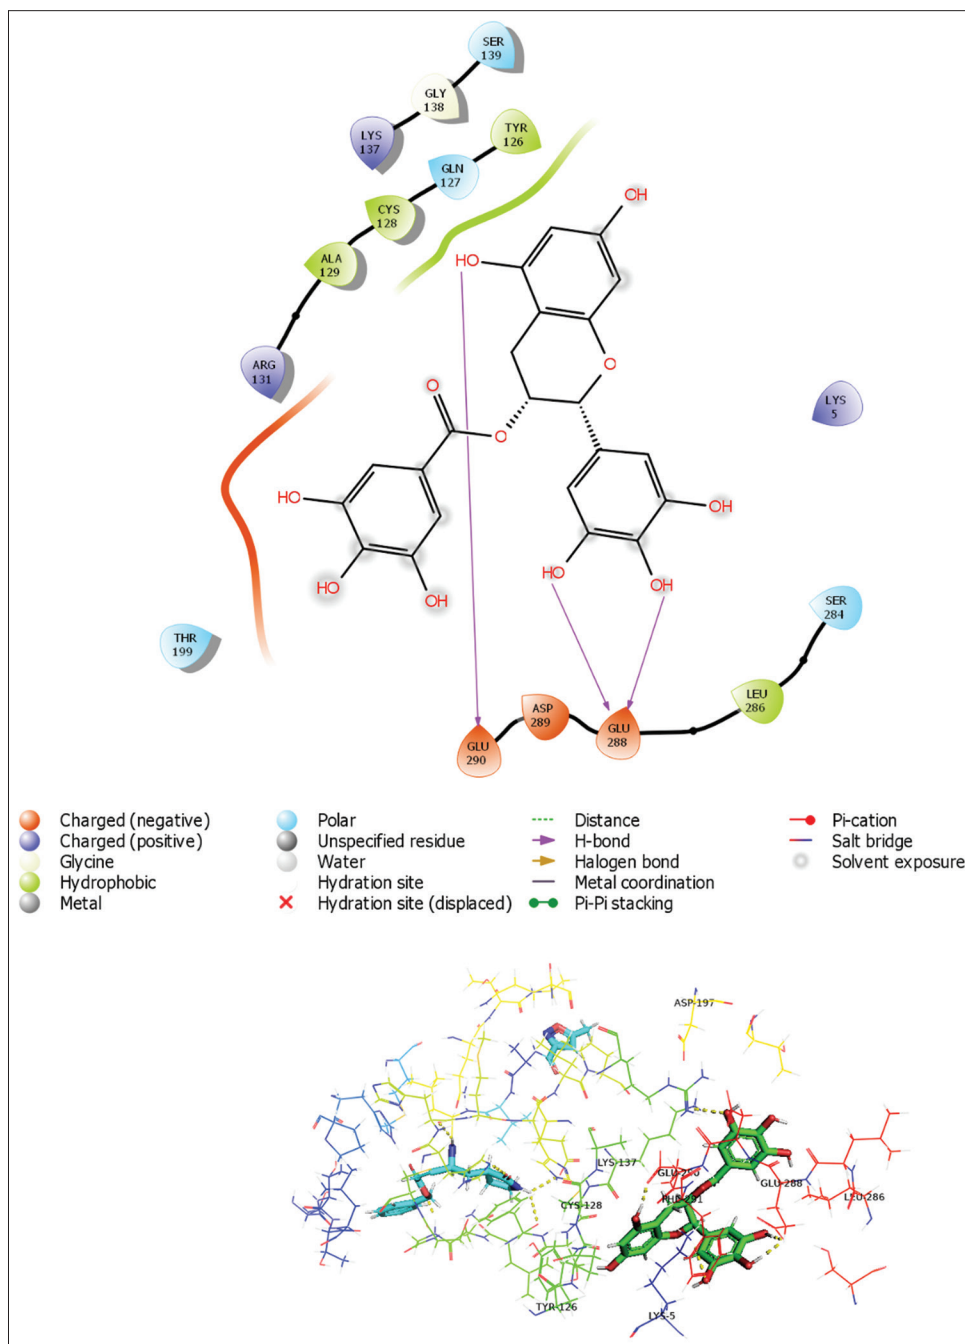 SER
139
GLY
138
LYS
137
TYR
126
GLN
127
CYS
128
ALA
129
ARG
131
OH
HO
O
O
O
LYS
5
HO
OH
HO
OH
HO
OH
THR
199
SER
284
LEU
286
ASP
289
GLU
288
GLU
290
Charged (negative)
Charged (positive)
Glycine
Hydrophobic
Metal
Polar
Unspecified residue
Water
Hydration site
Hydration site (displaced)
Distance
H-bond
Halogen bond
Metal coordination
Pi-Pi stacking
Pi-cation
Salt bridge
Solvent exposure
ASP-197
LYS-137
GLU-288
LEU-286
CYS-128
TYR-126
LYS-5